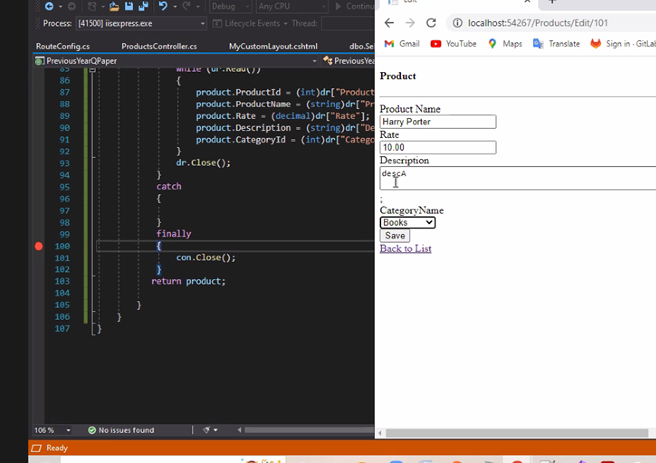 Debug Any CPU Continu
Process: [41500] iisexpress.exe Lifecycle Events Thread:
RouteConfig.cs ProductsController.cs MyCustomLayout.cshtml dbo.Sel
PreviousYearQPaper PreviousYe
85 while (dr.Read())
86 {
87 product.ProductId = (int)dr["Produc
88 product.ProductName = (string)dr["Pr
89 product.Rate = (decimal)dr["Rate"];
90 product.Description = (string)dr["De
91 product.CategoryId = (int)dr["Catego
92 }
93 dr.Close();
94 }
95 catch
96 {
97
98 }
99 finally
100 {
101 con.Close();
102 }
103 return product;
104
105 }
106 }
107 }
106 % No issues found
Ready
Edit
localhost:54267/Products/Edit/101
Gmail YouTube Maps Translate Sign in · GitLab
Product
Product Name
Harry Porter
Rate
10.00
Description
descA
;
CategoryName
Books
Save
Back to List